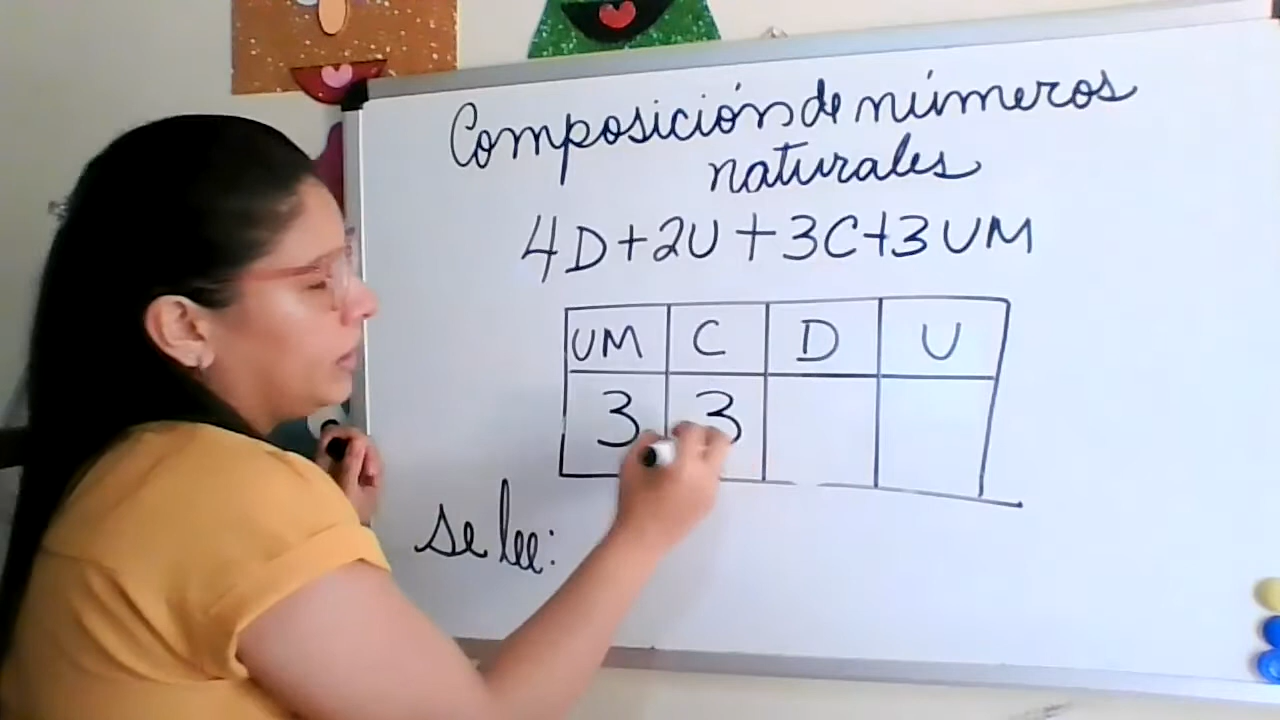 Composición de números
naturales
4D+2U+3C+3UM
UM C D U
3 3
se lee: